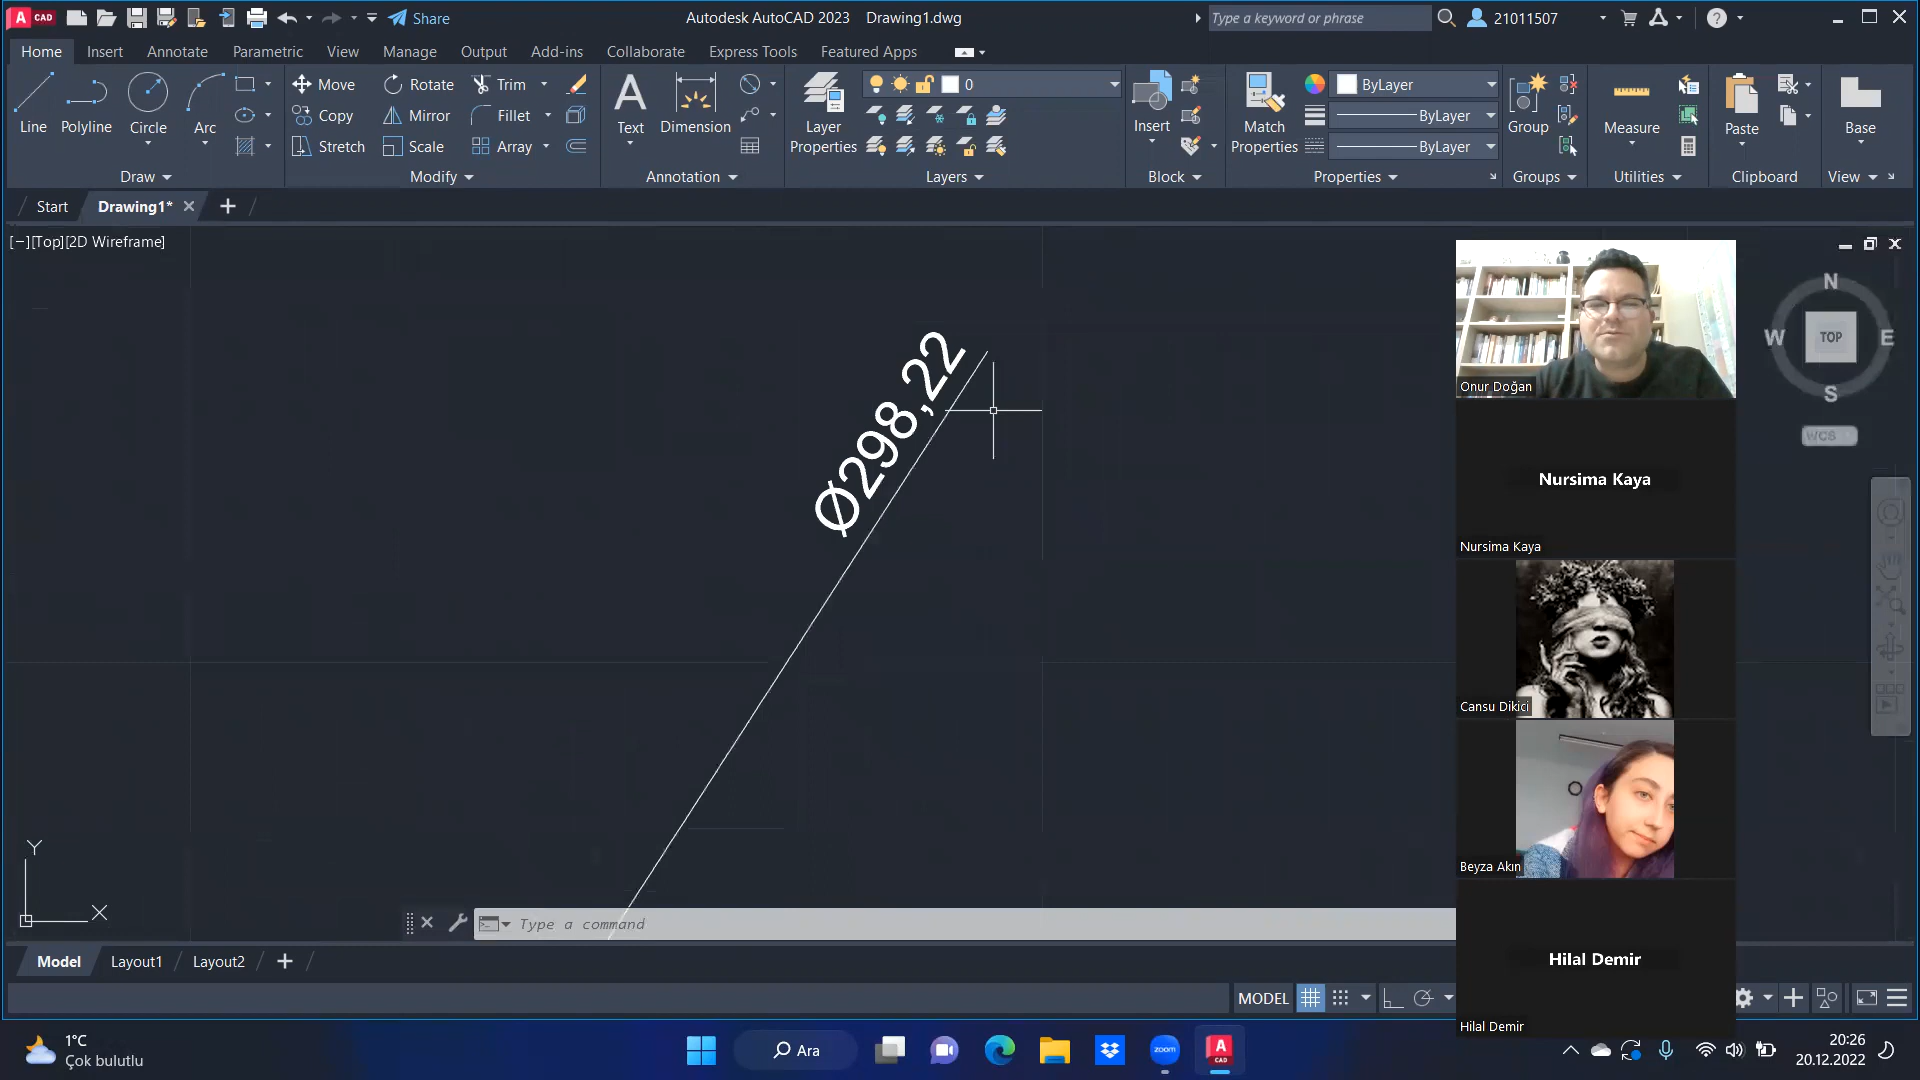 A CAD
Share
Autodesk AutoCAD 2023 Drawing1.dwg
Type a keyword or phrase
21011507
Home Insert Annotate Parametric View Manage Output Add-ins Collaborate Express Tools Featured Apps
Line Polyline Circle Arc
Move Rotate Trim
Copy Mirror Fillet
Stretch Scale Array
Text Dimension
Layer Properties
0
Insert
Match Properties
ByLayer
ByLayer
ByLayer
Group
Measure
Paste
Base
Draw Modify Annotation Layers Block Properties Groups Utilities Clipboard View
Start Drawing1*
[−][Top][2D Wireframe]
Ø298,22
N
W TOP E
S
WCS
Onur Doğan
Nursima Kaya
Nursima Kaya
Cansu Dikici
Beyza Akın
Hilal Demir
Hilal Demir
Y
X
Type a command
Model Layout1 Layout2
MODEL
1°C
Çok bulutlu
Ara
zoom
A CAD
20:26
20.12.2022